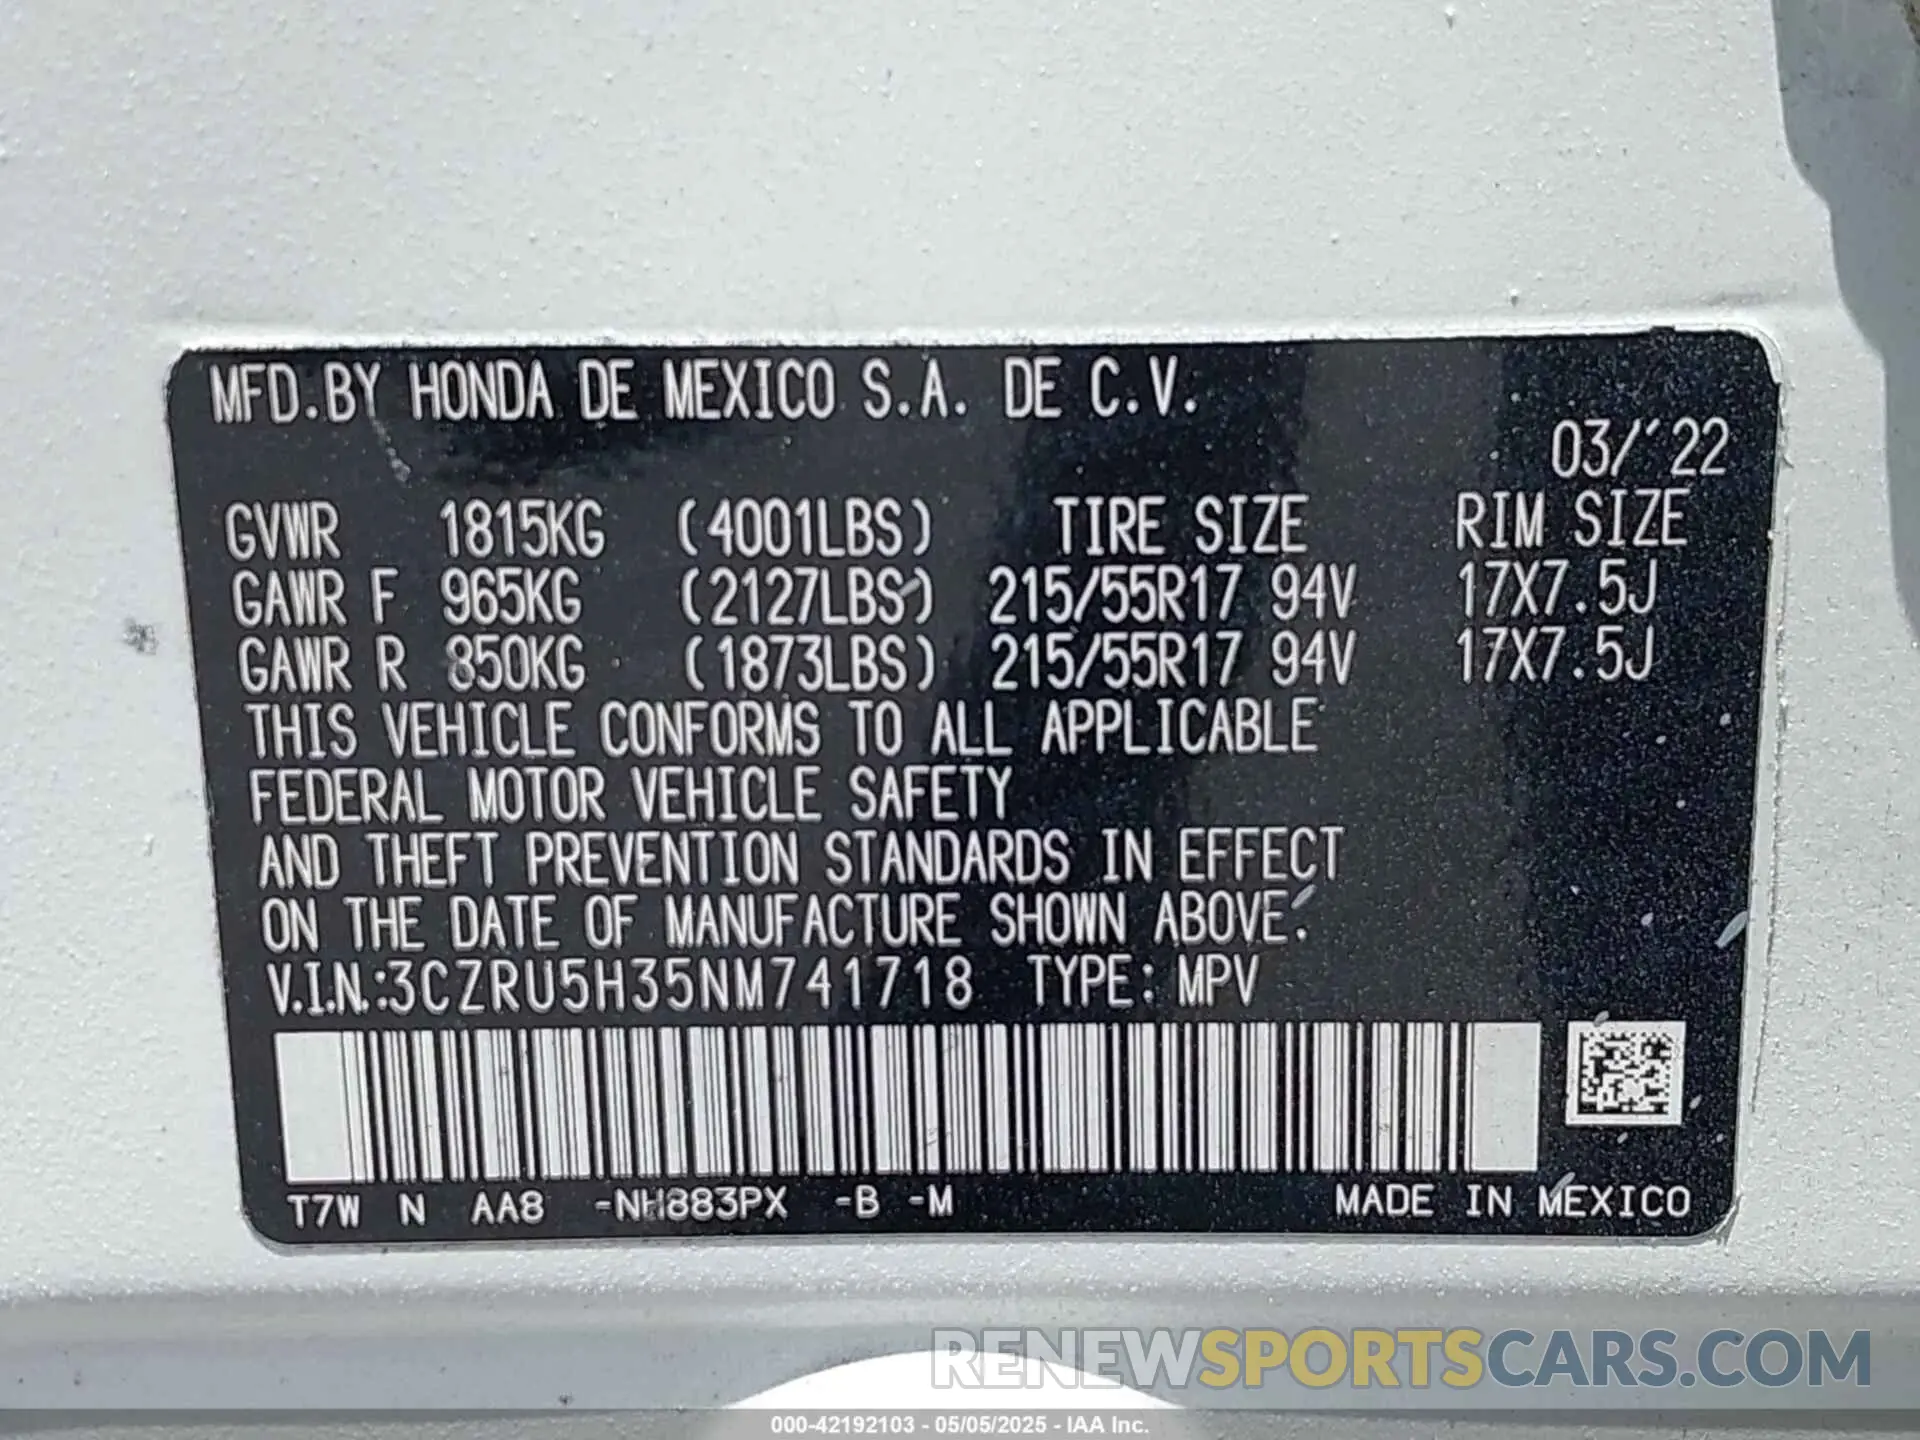 MFD.BY HONDA DE MEXICO S.A. DE C.V.
03/'22
GVWR 1815KG (4001LBS) TIRE SIZE RIM SIZE
GAWR F 965KG (2127LBS) 215/55R17 94V 17X7.5J
GAWR R 850KG (1873LBS) 215/55R17 94V 17X7.5J
THIS VEHICLE CONFORMS TO ALL APPLICABLE
FEDERAL MOTOR VEHICLE SAFETY
AND THEFT PREVENTION STANDARDS IN EFFECT
ON THE DATE OF MANUFACTURE SHOWN ABOVE.
V.I.N.:3CZRU5H35NM741718 TYPE: MPV
T7W N AA8 -NH883PX -B -M MADE IN MEXICO
RENEWSPORTSCARS.COM
000-42192103 - 05/05/2025 - IAA Inc.